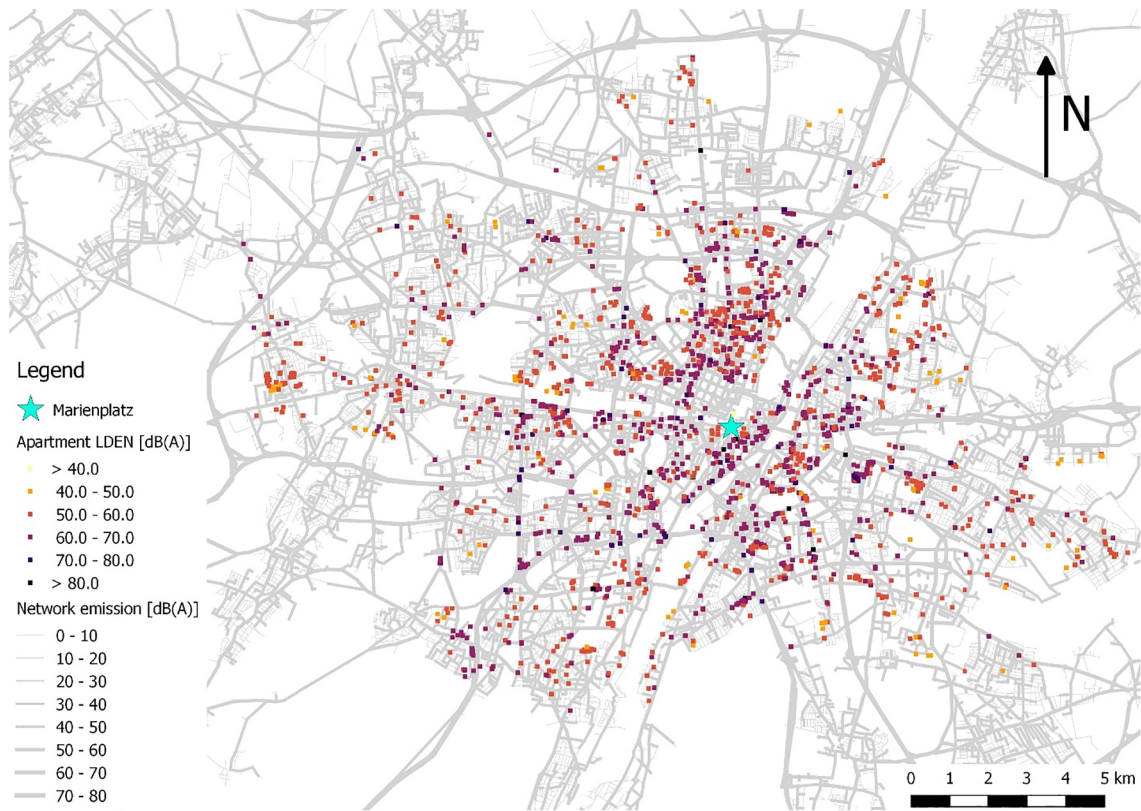 N
Legend
Marienplatz
Apartment LDEN [dB(A)]
> 40.0
40.0 - 50.0
50.0 - 60.0
60.0 - 70.0
70.0 - 80.0
> 80.0
Network emission [dB(A)]
0 - 10
10 - 20
20 - 30
30 - 40
40 - 50
50 - 60
60 - 70
70 - 80
0 1 2 3 4 5 km